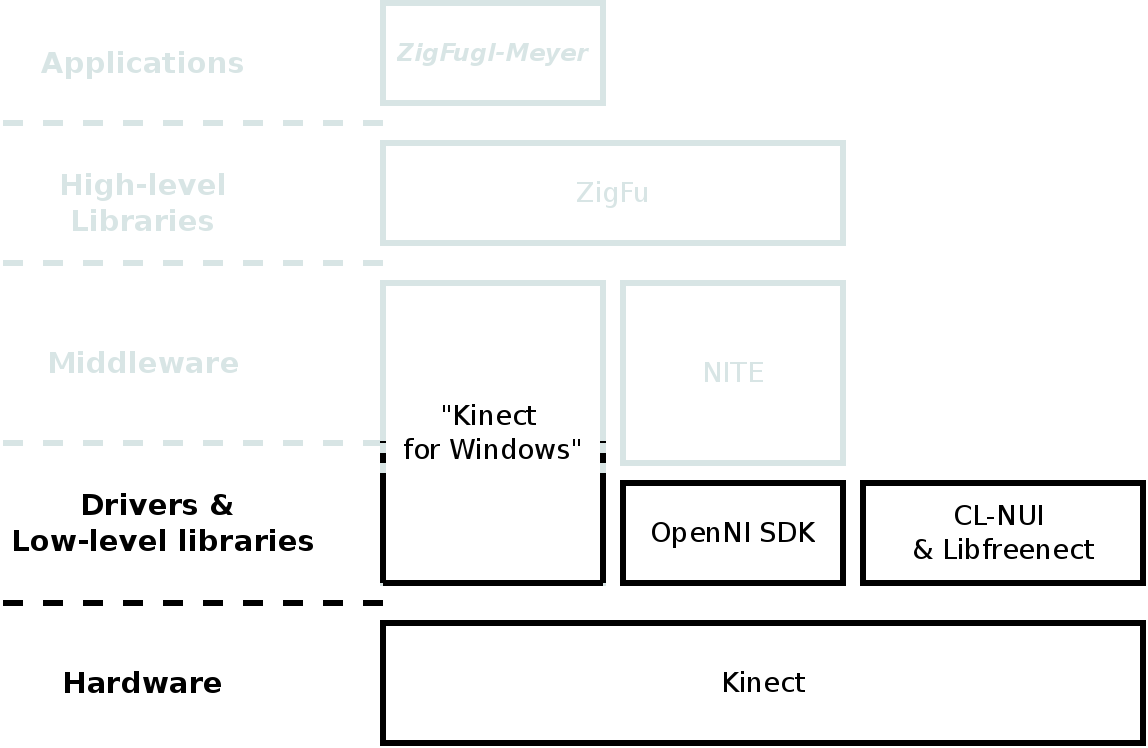 Applications
ZigFugl-Meyer
High-level
Libraries
ZigFu
Middleware
"Kinect
for Windows"
NITE
Drivers &
Low-level libraries
OpenNI SDK
CL-NUI
& Libfreenect
Hardware
Kinect